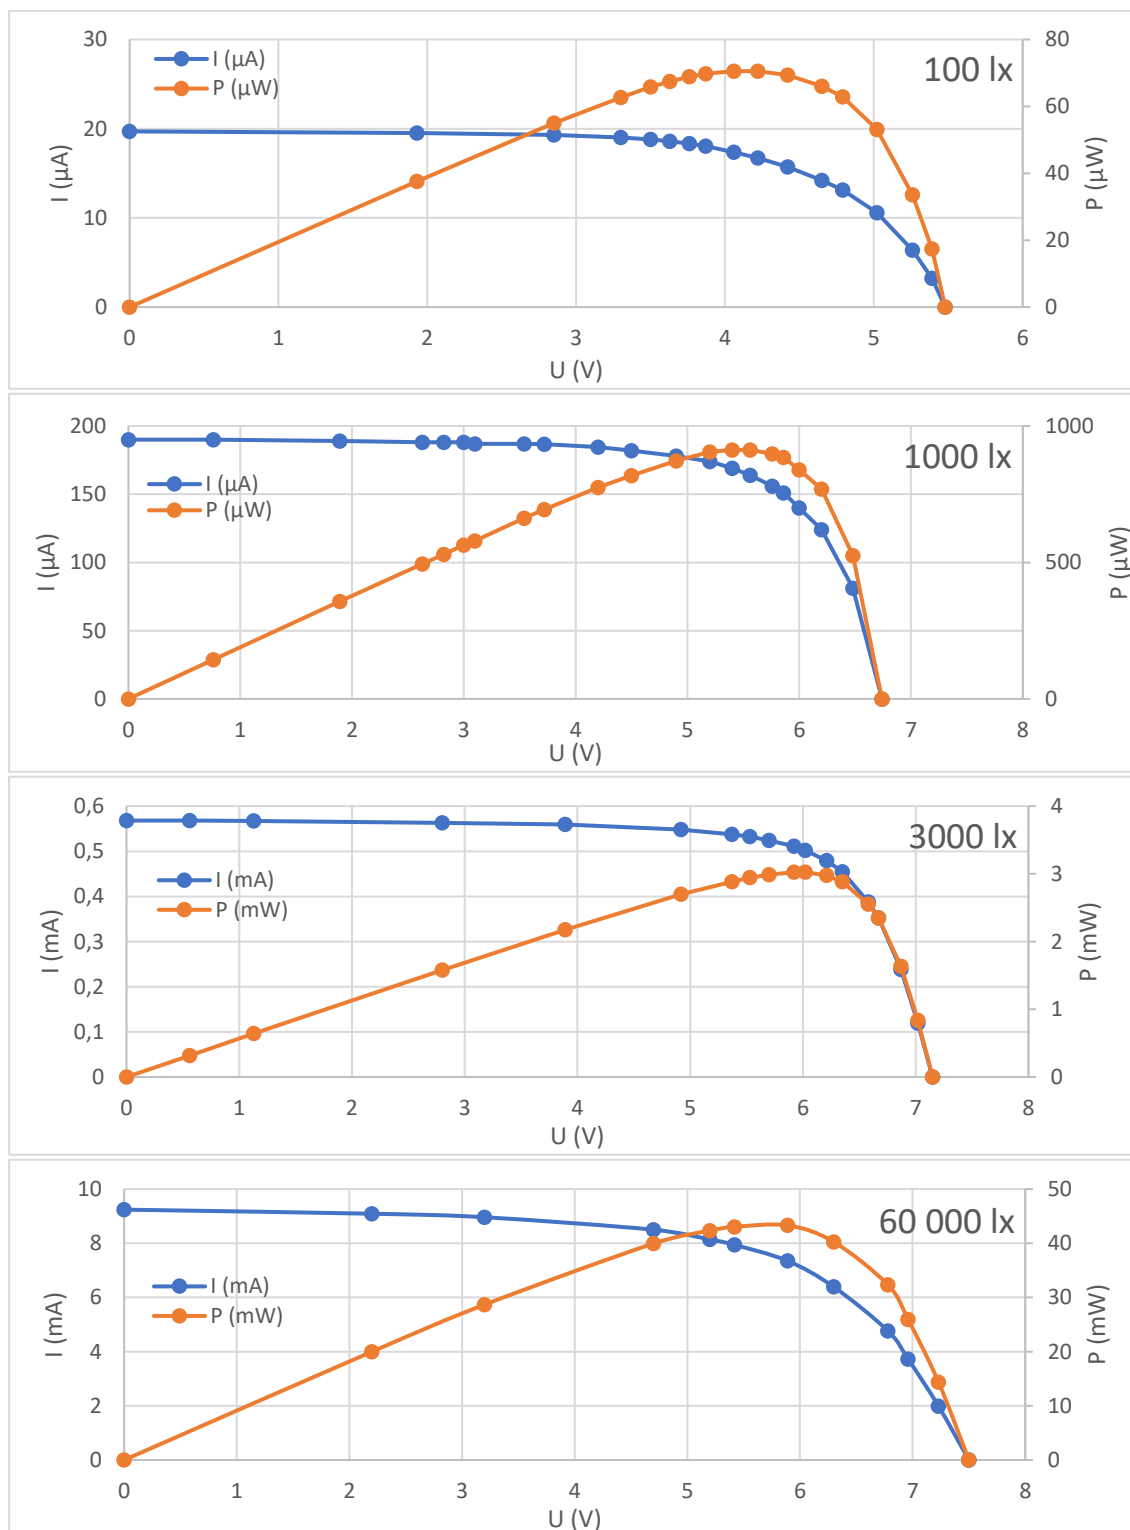 30 80
I (µA)
P (µW)
100 lx
60
20
I (µA)
40
P (µW)
10
20
0 0
0 1 2 3 4 5 6
U (V)
200 1000
1000 lx
I (µA)
P (µW)
150
I (µA)
100 500
P (µW)
50
0 0
0 1 2 3 4 5 6 7 8
U (V)
0,6 4
3000 lx
0,5
I (mA)
P (mW)
3
0,4
I (mA)
0,3 2
P (mW)
0,2
1
0,1
0 0
0 1 2 3 4 5 6 7 8
U (V)
10 50
60 000 lx
8 40
I (mA)
P (mW)
6 30
I (mA)
P (mW)
4 20
2 10
0 0
0 1 2 3 4 5 6 7 8
U (V)